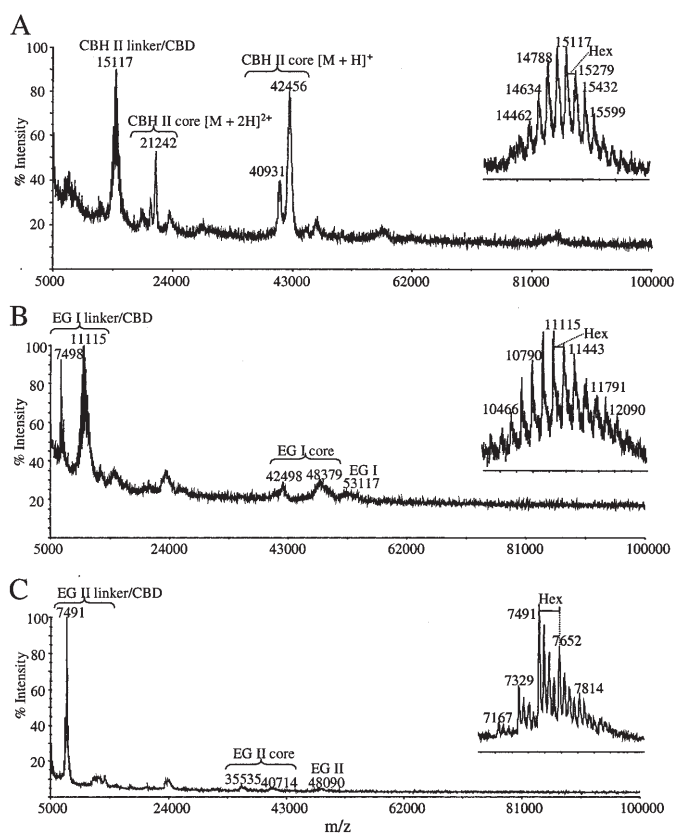 A
CBH II linker/CBD
15117
CBH II core [M + H]+
42456
CBH II core [M + 2H]2+
21242
40931
15117
Hex
14788
15279
14634
15432
14462
15599
% Intensity
100
80
60
40
20
5000 24000 43000 62000 81000 100000
B
EG I linker/CBD
11115
7498
EG I core
42498 48379
EG I
53117
11115
Hex
10790
11443
11791
10466
12090
% Intensity
100
80
60
40
20
5000 24000 43000 62000 81000 100000
C
EG II linker/CBD
7491
EG II core
35535 40714
EG II
48090
Hex
7491
7652
7329
7814
7167
% Intensity
100
80
60
40
20
5000 24000 43000 62000 81000 100000
m/z